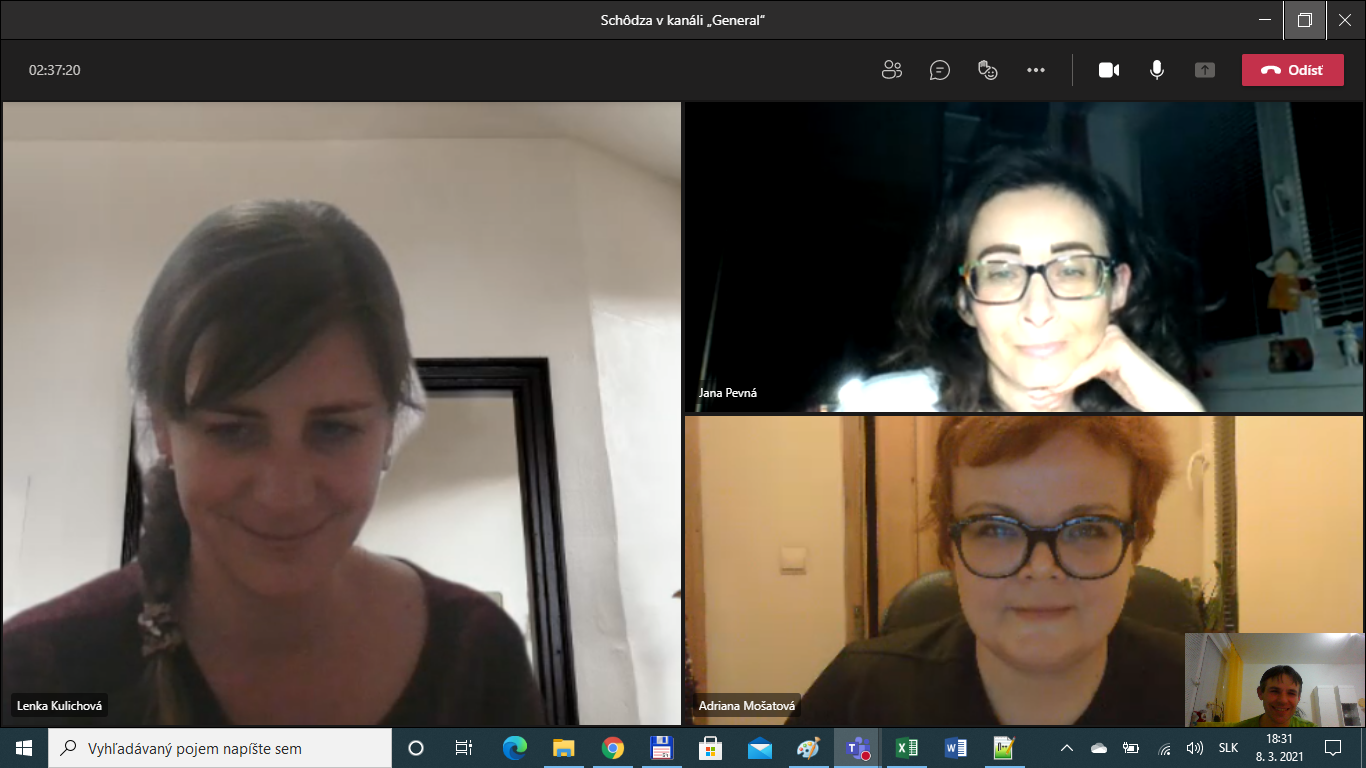 Schôdza v kanáli „General“
02:37:20
Odísť
Jana Pevná
Lenka Kulichová
Adriana Mošatová
Vyhľadávaný pojem napíšte sem
SLK
18:31
8. 3. 2021